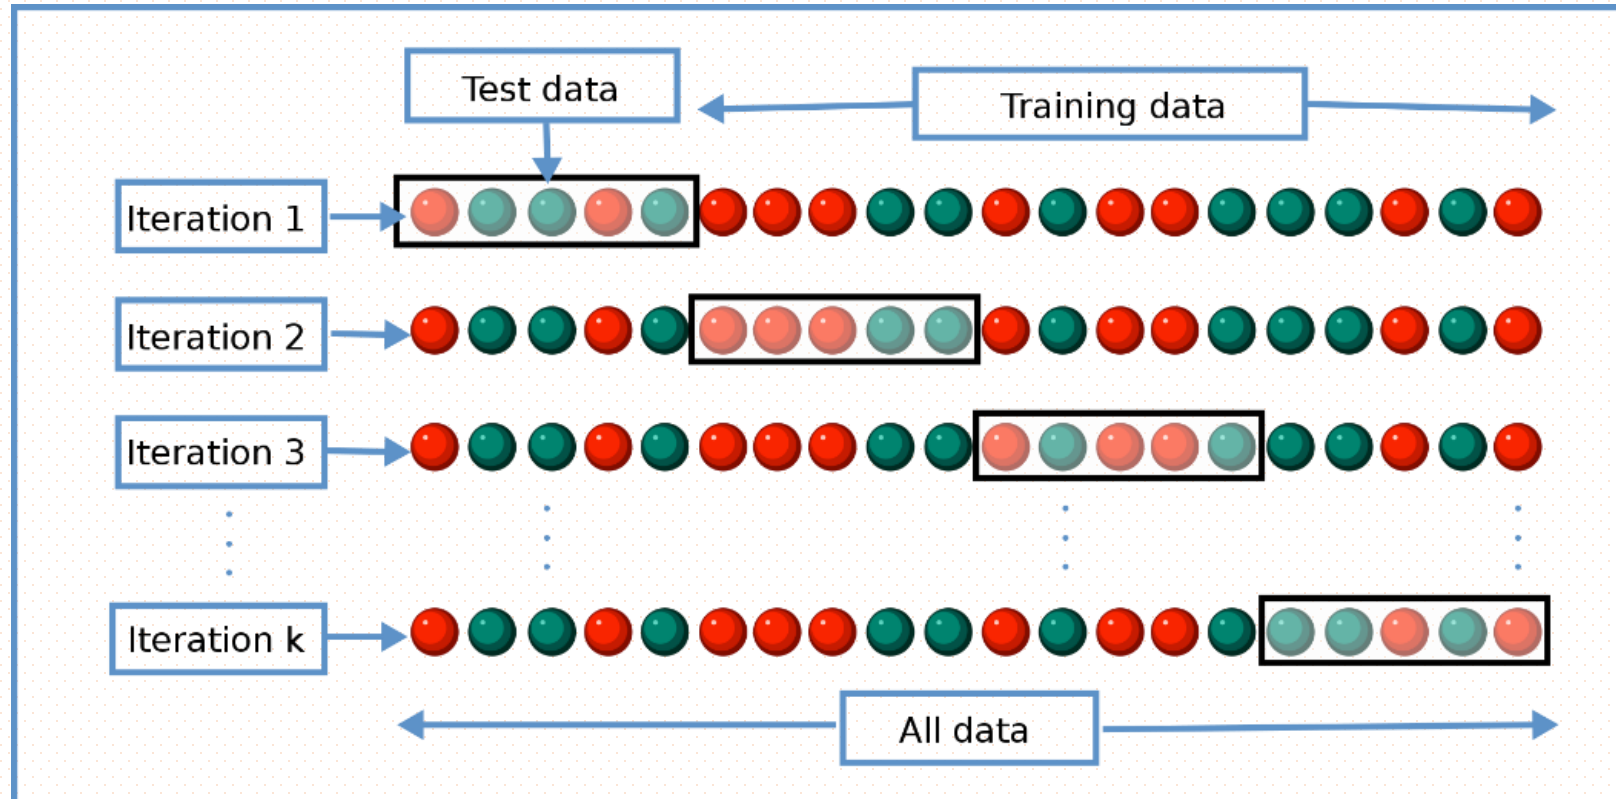 Test data
Training data
Iteration 1
Iteration 2
Iteration 3
Iteration k
All data